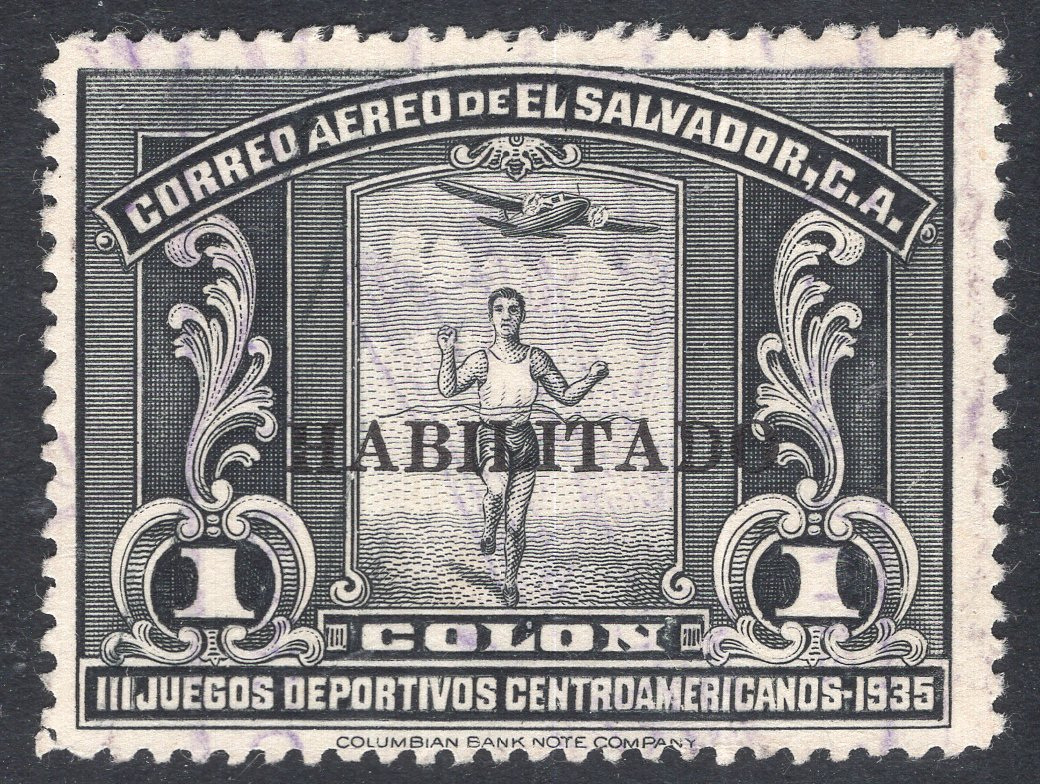 CORREO AEREO DE EL SALVADOR, C.A.
HABILITADO
1 1
COLON
III JUEGOS DEPORTIVOS CENTROAMERICANOS-1935
COLUMBIAN BANK NOTE COMPANY